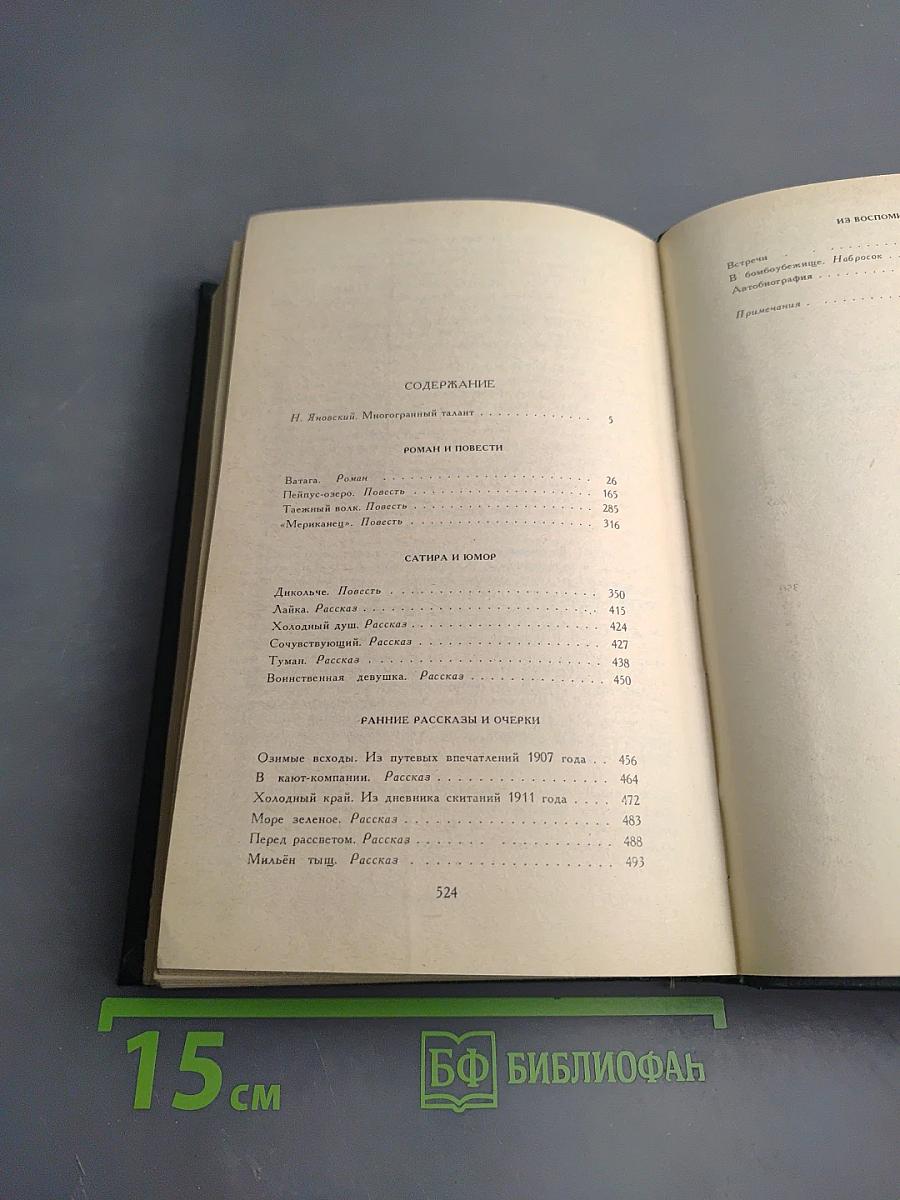 СОДЕРЖАНИЕ
Н. Яновский. Многогранный талант . . . . . . . . . . . . . 5
РОМАН И ПОВЕСТИ
Ватага. Роман . . . . . . . . . . . . . . . . . . . . . . 26
Пейпус-озеро. Повесть . . . . . . . . . . . . . . . . . . . 165
Таежный волк. Повесть . . . . . . . . . . . . . . . . . . . 285
«Мериканец». Повесть . . . . . . . . . . . . . . . . . . . 316
САТИРА И ЮМОР
Дикольче. Повесть . . . . . . . . . . . . . . . . . . . . . 350
Лайка. Рассказ . . . . . . . . . . . . . . . . . . . . . . 415
Холодный душ. Рассказ . . . . . . . . . . . . . . . . . . 424
Сочувствующий. Рассказ . . . . . . . . . . . . . . . . . . 427
Туман. Рассказ . . . . . . . . . . . . . . . . . . . . . . 438
Воинственная девушка. Рассказ . . . . . . . . . . . . . . 450
РАННИЕ РАССКАЗЫ И ОЧЕРКИ
Озимые всходы. Из путевых впечатлений 1907 года . . 456
В кают-компании. Рассказ . . . . . . . . . . . . . . . . . 464
Холодный край. Из дневника скитаний 1911 года . . . . 472
Море зеленое. Рассказ . . . . . . . . . . . . . . . . . . . 483
Перед рассветом. Рассказ . . . . . . . . . . . . . . . . . 488
Мильён тыщ. Рассказ . . . . . . . . . . . . . . . . . . . 493
524
ИЗ ВОСПОМИ
Встречи . . . . . . . .
В бомбоубежище. Набросок . .
Автобиография . . . . . . .
Примечания . . . . . . . .
15 см
БФ БИБЛИОФАН